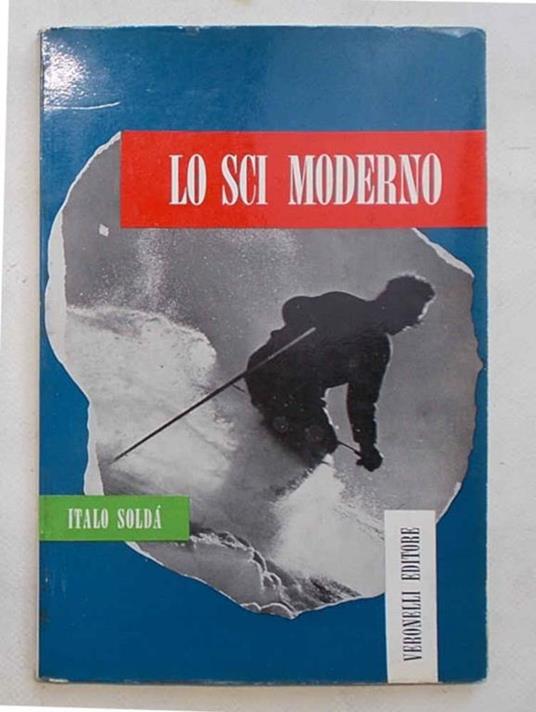 LO SCI MODERNO
ITALO SOLDÁ
VERONELLI EDITORE